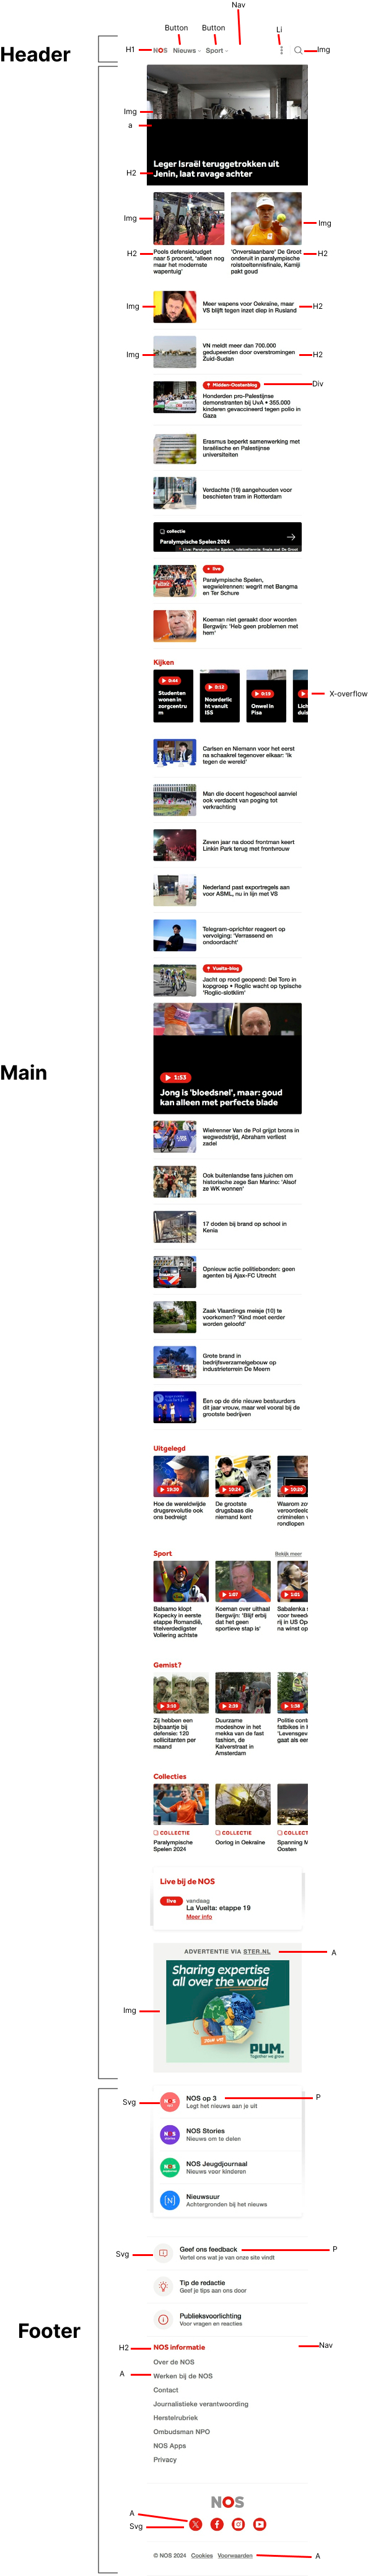 Nav
Button
Button
Li
Header
H1
NOS
Nieuws
Sport
Img
Img
a
H2
Leger Israël teruggetrokken uit
Jenin, laat ravage achter
Img
Img
H2
H2
Pools defensiebudget
naar 5 procent, 'alleen nog
maar het modernste
wapentuig'
'Onverslaanbare' De Groot
onderuit in paralympische
rolstoeltennisfinale, Kamiji
pakt goud
Img
H2
Meer wapens voor Oekraïne, maar
VS blijft tegen inzet diep in Rusland
Img
H2
VN meldt meer dan 700.000
gedupeerden door overstromingen
Zuid-Sudan
Div
Midden-Oostenblog
Honderden pro-Palestijnse
demonstranten bij UvA • 355.000
kinderen gevaccineerd tegen polio in
Gaza
Erasmus beperkt samenwerking met
Israëlische en Palestijnse
universiteiten
Verdachte (19) aangehouden voor
beschieten tram in Rotterdam
collectie
Paralympische Spelen 2024
Live: Paralympische Spelen, rolstoeltennis: finale met De Groot
live
Paralympische Spelen,
wegwielrennen: wegrit met Bangma
en Ter Schure
Koeman niet geraakt door woorden
Bergwijn: 'Heb geen problemen met
hem'
Kijken
0:44
Studenten
wonen in
zorgcentru
m
0:12
Noorderlic
ht vanuit
ISS
0:19
Onwel in
Pisa
Lich
duis
X-overflow
Carlsen en Niemann voor het eerst
na schaakrel tegenover elkaar: 'Ik
tegen de wereld'
Man die docent hogeschool aanviel
ook verdacht van poging tot
verkrachting
Zeven jaar na dood frontman keert
Linkin Park terug met frontvrouw
Nederland past exportregels aan
voor ASML, nu in lijn met VS
Telegram-oprichter reageert op
vervolging: 'Verrassend en
ondoordacht'
Vuelta-blog
Jacht op rood geopend: Del Toro in
kopgroep • Roglic wacht op typische
'Roglic-slotklim'
Main
1:53
Jong is 'bloedsnel', maar: goud
kan alleen met perfecte blade
Wielrenner Van de Pol grijpt brons in
wegwedstrijd, Abraham verliest
zadel
Ook buitenlandse fans juichen om
historische zege San Marino: 'Alsof
ze WK wonnen'
17 doden bij brand op school in
Kenia
Opnieuw actie politiebonden: geen
agenten bij Ajax-FC Utrecht
Zaak Vlaardings meisje (10) te
voorkomen? 'Kind moet eerder
worden geloofd'
Grote brand in
bedrijfsverzamelgebouw op
industrieterrein De Meern
Een op de drie nieuwe bestuurders
dit jaar vrouw, maar wel vooral bij de
grootste bedrijven
Uitgelegd
10:24
10:20
Hoe de wereldwijde
drugsrevolutie ook
ons bedreigt
De grootste
drugsbaas die
niemand kent
Waarom zo
veroordeeld
criminelen v
rondlopen
Sport
Bekijk meer
1:07
1:01
Balsamo klopt
Kopecky in eerste
etappe Romandië,
titelverdedigster
Vollering achtste
Koeman over uithaal
Bergwijn: 'Blijf erbij
dat het geen
sportieve stap is'
Sabalenka s
voor tweede
rij in US Op
na winst op
Gemist?
2:39
1:38
Zij hebben een
bijbaantje bij
defensie: 120
sollicitanten per
maand
Duurzame
modeshow in het
mekka van de fast
fashion, de
Kalverstraat in
Amsterdam
Politie cont
fatbikes in H
'Levensgev
gaat als een
Collecties
COLLECTIE
COLLECTIE
COLLECT
Paralympische
Spelen 2024
Oorlog in Oekraïne
Spanning M
Oosten
Live bij de NOS
live
vandaag
La Vuelta: etappe 19
Meer info
ADVERTENTIE VIA STER.NL
A
Sharing expertise
all over the world
Img
PUM.
Together we grow
Svg
NOS op 3
Legt het nieuws aan je uit
P
NOS Stories
Nieuws om te delen
NOS Jeugdjournaal
Nieuws voor kinderen
Nieuwsuur
Achtergronden bij het nieuws
Svg
Geef ons feedback
Vertel ons wat je van onze site vindt
P
Tip de redactie
Geef je tips aan ons door
Publieksvoorlichting
Voor vragen en reacties
Footer
H2
NOS informatie
Nav
Over de NOS
A
Werken bij de NOS
Contact
Journalistieke verantwoording
Herstelrubriek
Ombudsman NPO
NOS Apps
Privacy
NOS
A
Svg
© NOS 2024
Cookies
Voorwaarden
A